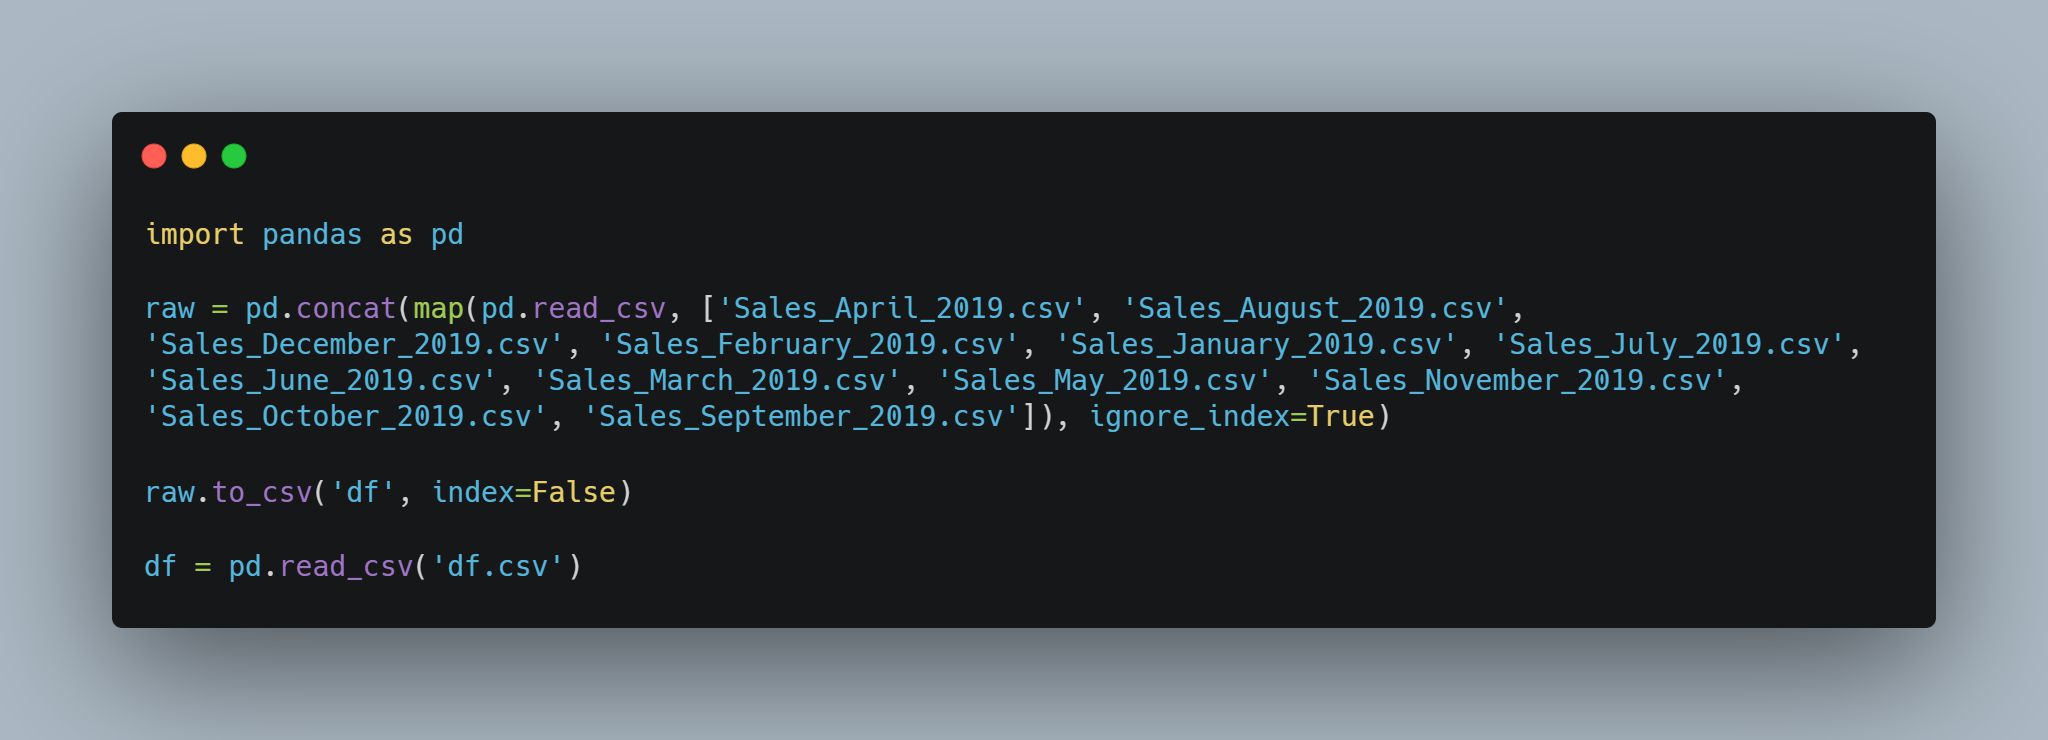 import pandas as pd
raw = pd.concat(map(pd.read_csv, ['Sales_April_2019.csv', 'Sales_August_2019.csv',
'Sales_December_2019.csv', 'Sales_February_2019.csv', 'Sales_January_2019.csv', 'Sales_July_2019.csv',
'Sales_June_2019.csv', 'Sales_March_2019.csv', 'Sales_May_2019.csv', 'Sales_November_2019.csv',
'Sales_October_2019.csv', 'Sales_September_2019.csv']), ignore_index=True)
raw.to_csv('df', index=False)
df = pd.read_csv('df.csv')